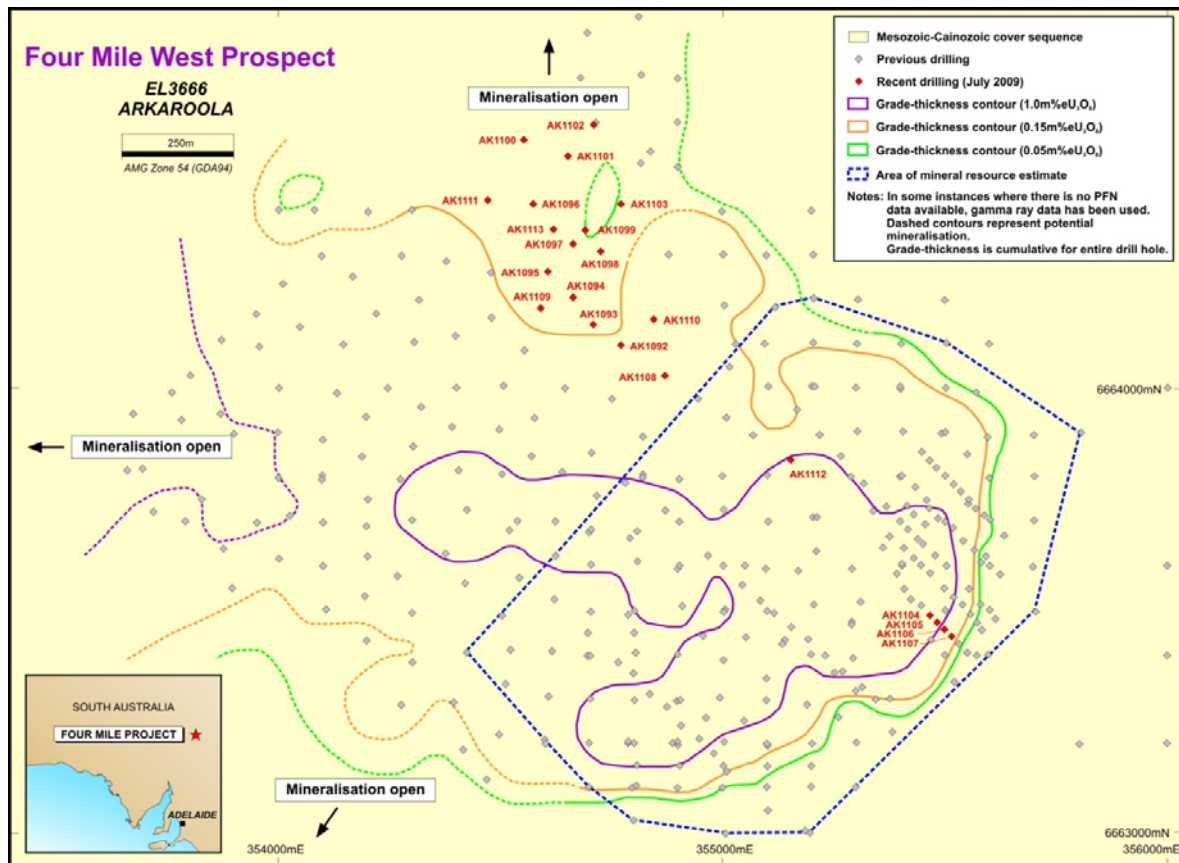 Four Mile West Prospect
EL3666
ARKAROOLA
250m
AMG Zone 54 (GDA94)
Mineralisation open
Mesozoic-Cainozoic cover sequence
Previous drilling
Recent drilling (July 2009)
Grade-thickness contour (1.0m%eU₃O₈)
Grade-thickness contour (0.15m%eU₃O₈)
Grade-thickness contour (0.05m%eU₃O₈)
Area of mineral resource estimate
Notes: In some instances where there is no PFN
data available, gamma ray data has been used.
Dashed contours represent potential
mineralisation.
Grade-thickness is cumulative for entire drill hole.
AK1102
AK1100
AK1101
AK1111
AK1096
AK1103
AK1113
AK1099
AK1097
AK1098
AK1095
AK1094
AK1109
AK1093
AK1110
AK1092
AK1108
6664000mN
Mineralisation open
AK1112
AK1104
AK1105
AK1106
AK1107
SOUTH AUSTRALIA
FOUR MILE PROJECT
ADELAIDE
Mineralisation open
6663000mN
354000mE
355000mE
356000mE